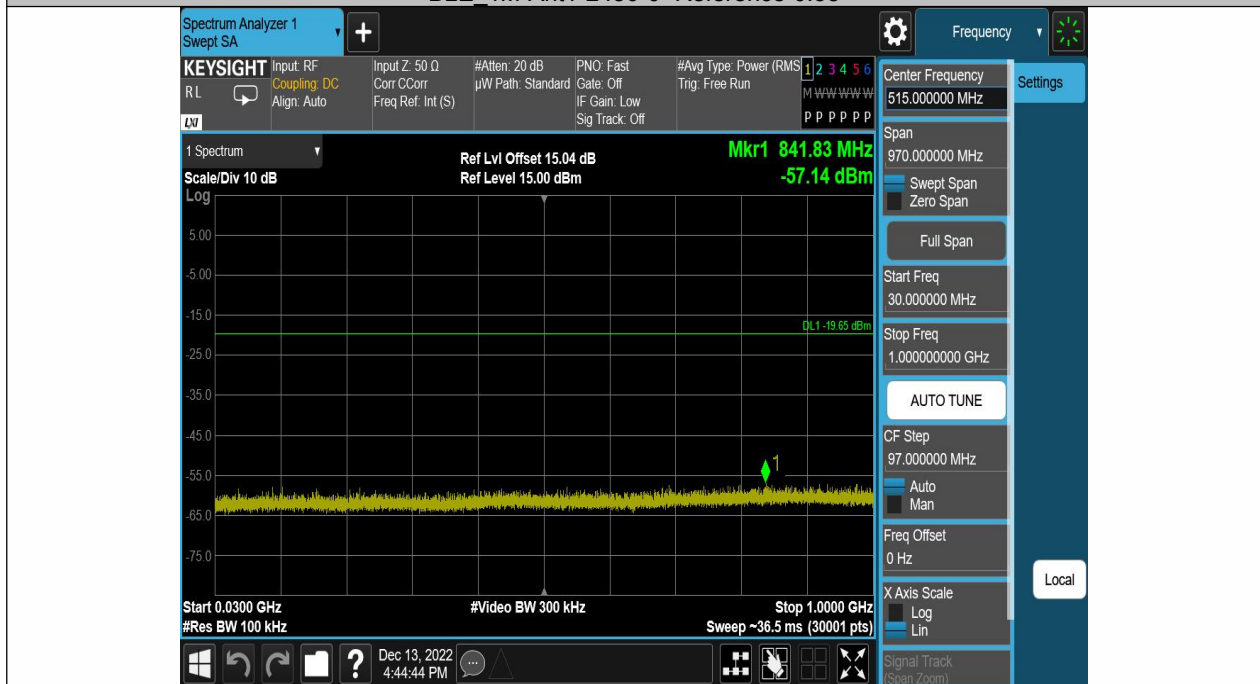 Spectrum Analyzer 1
Swept SA
+
Frequency
KEYSIGHT
RL
LXI
Input: RF
Coupling: DC
Align: Auto
Input Z: 50 Ω
Corr CCorr
Freq Ref: Int (S)
#Atten: 20 dB
µW Path: Standard
PNO: Fast
Gate: Off
IF Gain: Low
Sig Track: Off
#Avg Type: Power (RMS
Trig: Free Run
1 2 3 4 5 6
M W W W W W
P P P P P P
Center Frequency
515.000000 MHz
Settings
Span
970.000000 MHz
Swept Span
Zero Span
Full Span
Start Freq
30.000000 MHz
Stop Freq
1.000000000 GHz
AUTO TUNE
CF Step
97.000000 MHz
Auto
Man
Freq Offset
0 Hz
X Axis Scale
Log
Lin
Signal Track
(Span Zoom)
Local
1 Spectrum
Scale/Div 10 dB
Log
Ref Lvl Offset 15.04 dB
Ref Level 15.00 dBm
Mkr1 841.83 MHz
-57.14 dBm
5.00
-5.00
-15.0
DL1 -19.65 dBm
-25.0
-35.0
-45.0
1
-55.0
-65.0
-75.0
Start 0.0300 GHz
#Video BW 300 kHz
Stop 1.0000 GHz
#Res BW 100 kHz
Sweep ~36.5 ms (30001 pts)
?
Dec 13, 2022
4:44:44 PM